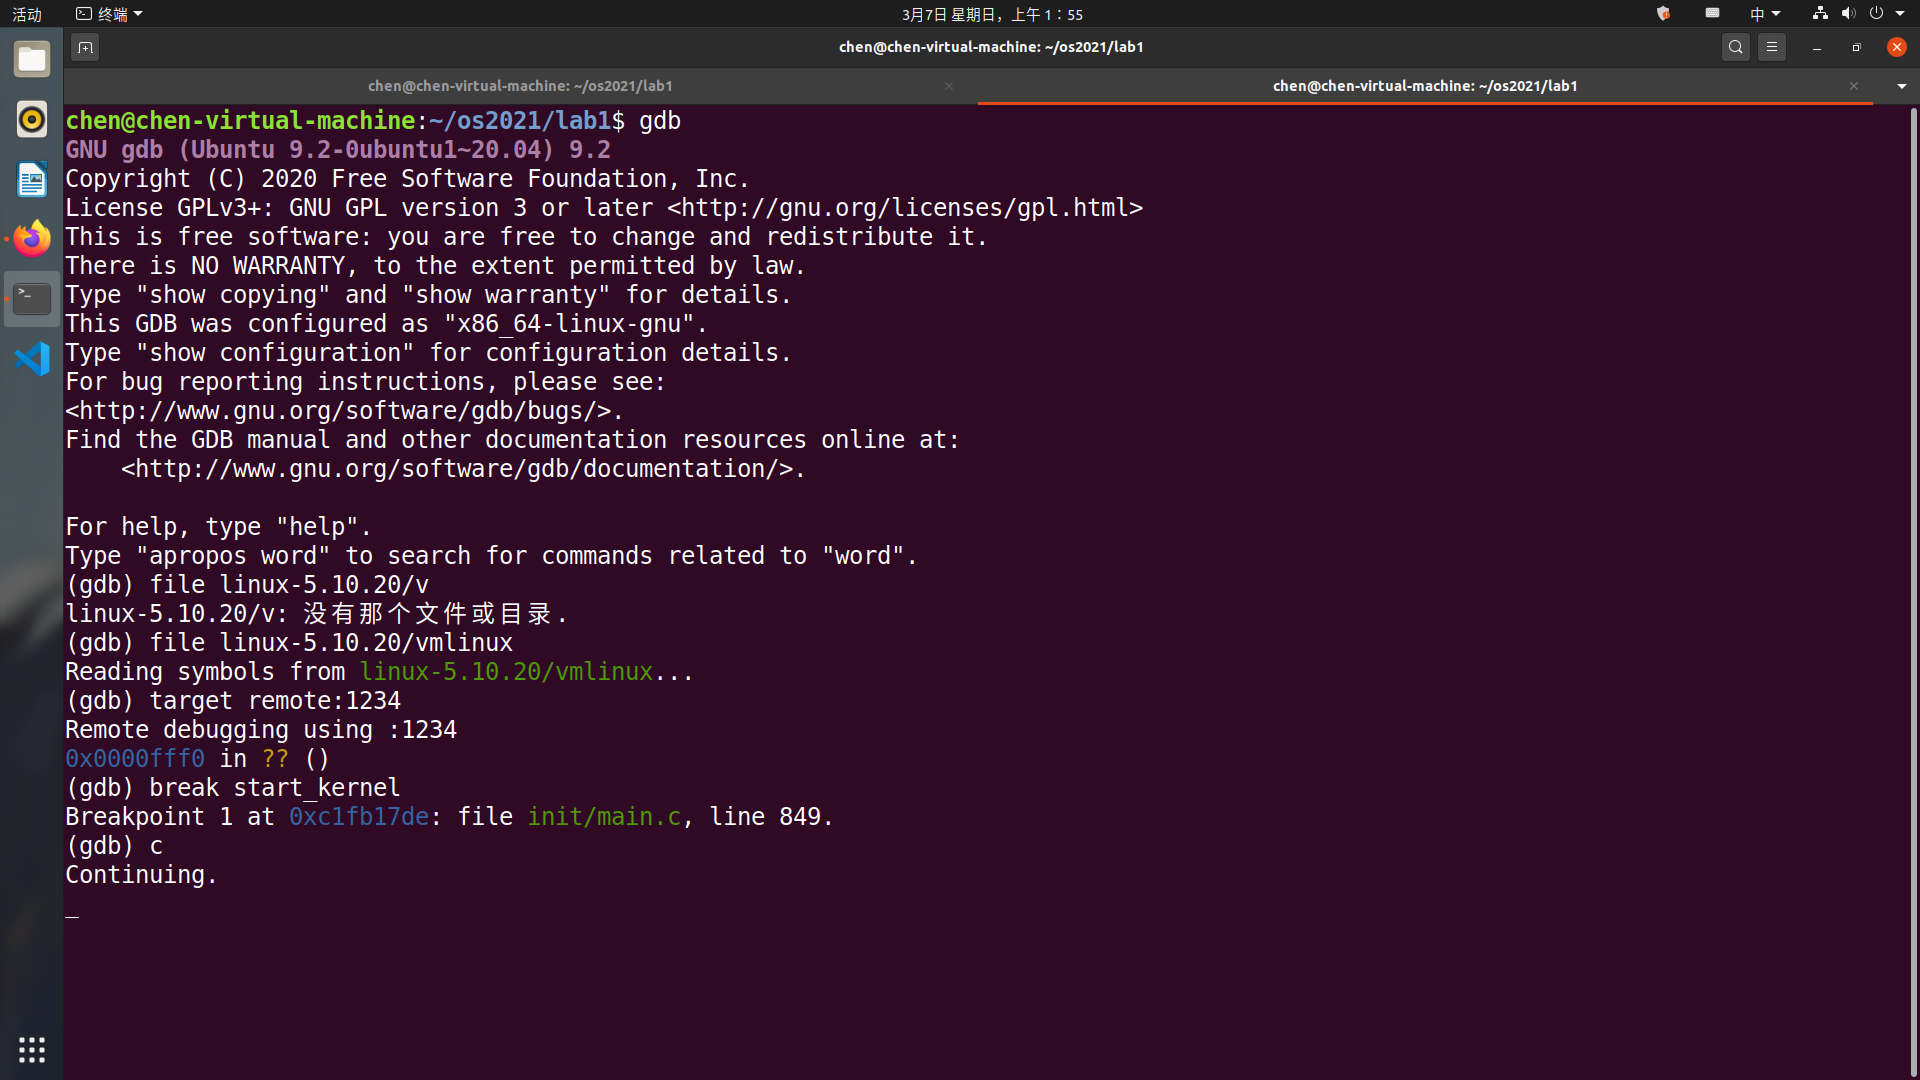 活动
终端
3月7日 星期日, 上午 1：55
中
chen@chen-virtual-machine: ~/os2021/lab1
chen@chen-virtual-machine: ~/os2021/lab1
chen@chen-virtual-machine: ~/os2021/lab1
chen@chen-virtual-machine:~/os2021/lab1$ gdb
GNU gdb (Ubuntu 9.2-0ubuntu1~20.04) 9.2
Copyright (C) 2020 Free Software Foundation, Inc.
License GPLv3+: GNU GPL version 3 or later <http://gnu.org/licenses/gpl.html>
This is free software: you are free to change and redistribute it.
There is NO WARRANTY, to the extent permitted by law.
Type "show copying" and "show warranty" for details.
This GDB was configured as "x86_64-linux-gnu".
Type "show configuration" for configuration details.
For bug reporting instructions, please see:
<http://www.gnu.org/software/gdb/bugs/>.
Find the GDB manual and other documentation resources online at:
    <http://www.gnu.org/software/gdb/documentation/>.

For help, type "help".
Type "apropos word" to search for commands related to "word".
(gdb) file linux-5.10.20/v
linux-5.10.20/v: 没有那个文件或目录.
(gdb) file linux-5.10.20/vmlinux
Reading symbols from linux-5.10.20/vmlinux...
(gdb) target remote:1234
Remote debugging using :1234
0x0000fff0 in ?? ()
(gdb) break start_kernel
Breakpoint 1 at 0xc1fb17de: file init/main.c, line 849.
(gdb) c
Continuing.